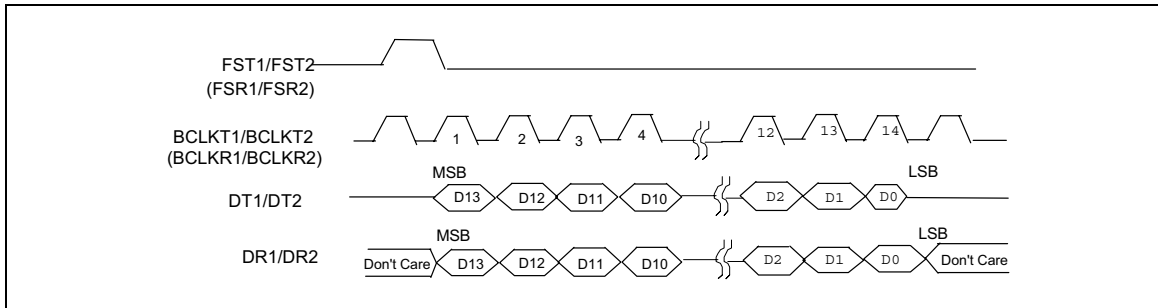 FST1/FST2
(FSR1/FSR2)
BCLKT1/BCLKT2
(BCLKR1/BCLKR2)
1 2 3 4 12 13 14
MSB LSB
DT1/DT2 D13 D12 D11 D10 D2 D1 D0
MSB LSB
DR1/DR2 Don't Care D13 D12 D11 D10 D2 D1 D0 Don't Care